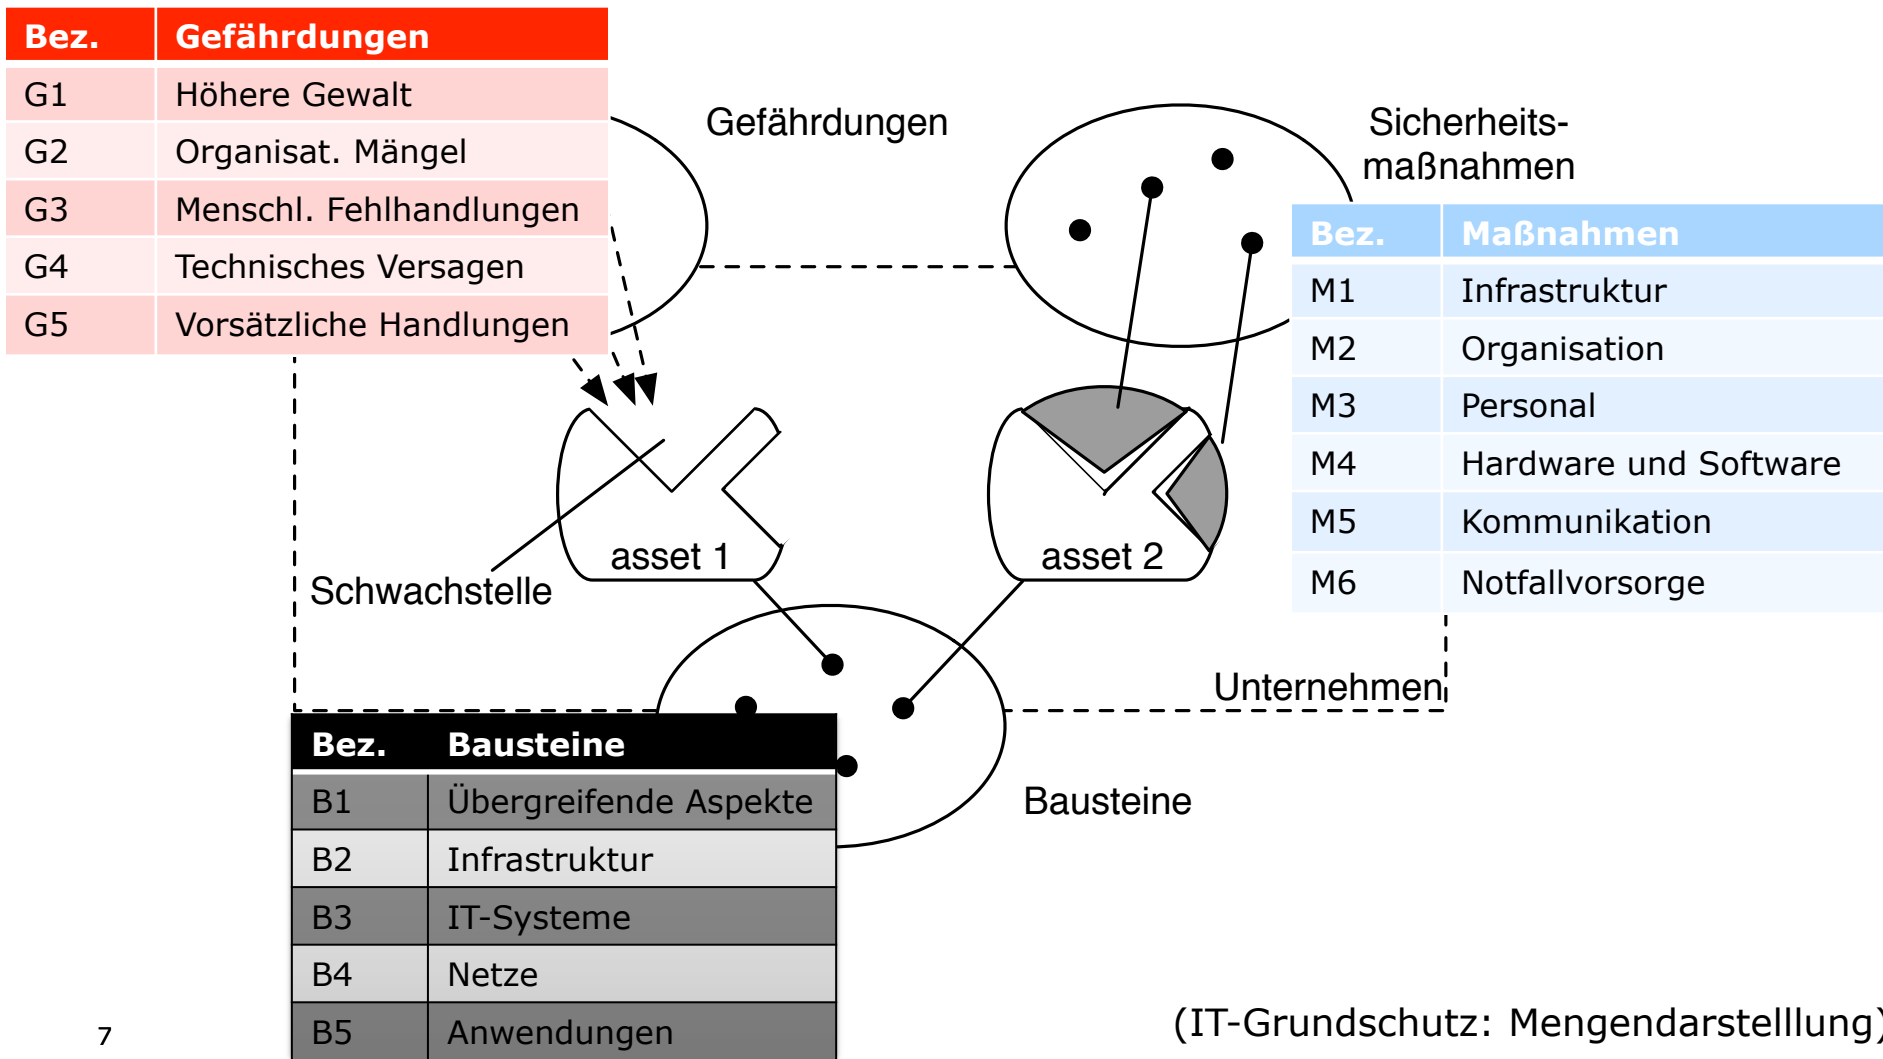 Bez. Gefährdungen
G1 Höhere Gewalt
G2 Organisat. Mängel
G3 Menschl. Fehlhandlungen
G4 Technisches Versagen
G5 Vorsätzliche Handlungen
Gefährdungen
Sicherheits-
maßnahmen
Bez. Maßnahmen
M1 Infrastruktur
M2 Organisation
M3 Personal
M4 Hardware und Software
M5 Kommunikation
M6 Notfallvorsorge
asset 1
asset 2
Schwachstelle
Unternehmen
Bez. Bausteine
B1 Übergreifende Aspekte
B2 Infrastruktur
B3 IT-Systeme
B4 Netze
B5 Anwendungen
Bausteine
(IT-Grundschutz: Mengendarstelllung)
7